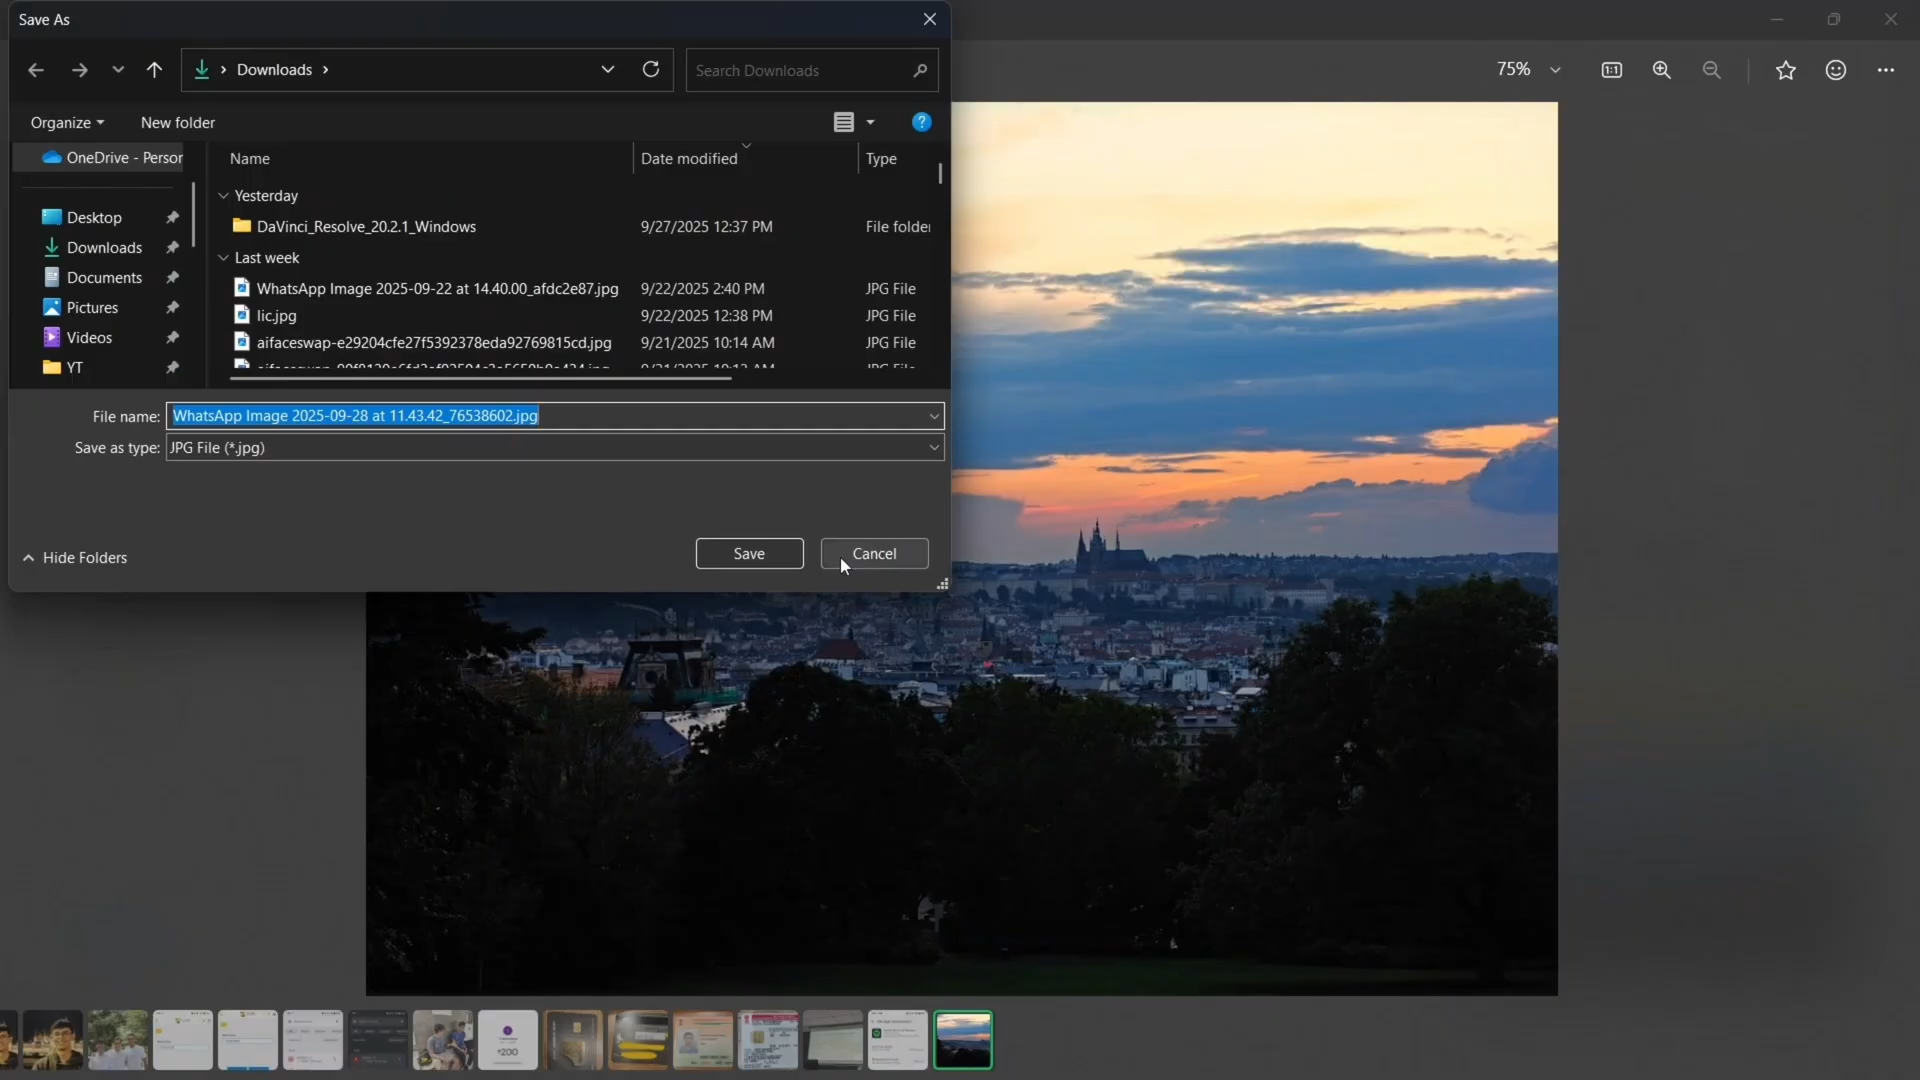 Save As
Downloads
Search Downloads
75%
Organize
New folder
OneDrive - Person
Name
Date modified
Type
Yesterday
DaVinci_Resolve_20.2.1_Windows 9/27/2025 12:37 PM File folder
Last week
WhatsApp Image 2025-09-22 at 14.40.00_afdc2e87.jpg 9/22/2025 2:40 PM JPG File
lic.jpg 9/22/2025 12:38 PM JPG File
aifaceswap-e29204cfe27f5392378eda92769815cd.jpg 9/21/2025 10:14 AM JPG File
Desktop
Downloads
Documents
Pictures
Videos
YT
File name: WhatsApp Image 2025-09-28 at 11.43.42_76538602.jpg
Save as type: JPG File (*.jpg)
Hide Folders
Save
Cancel
+200